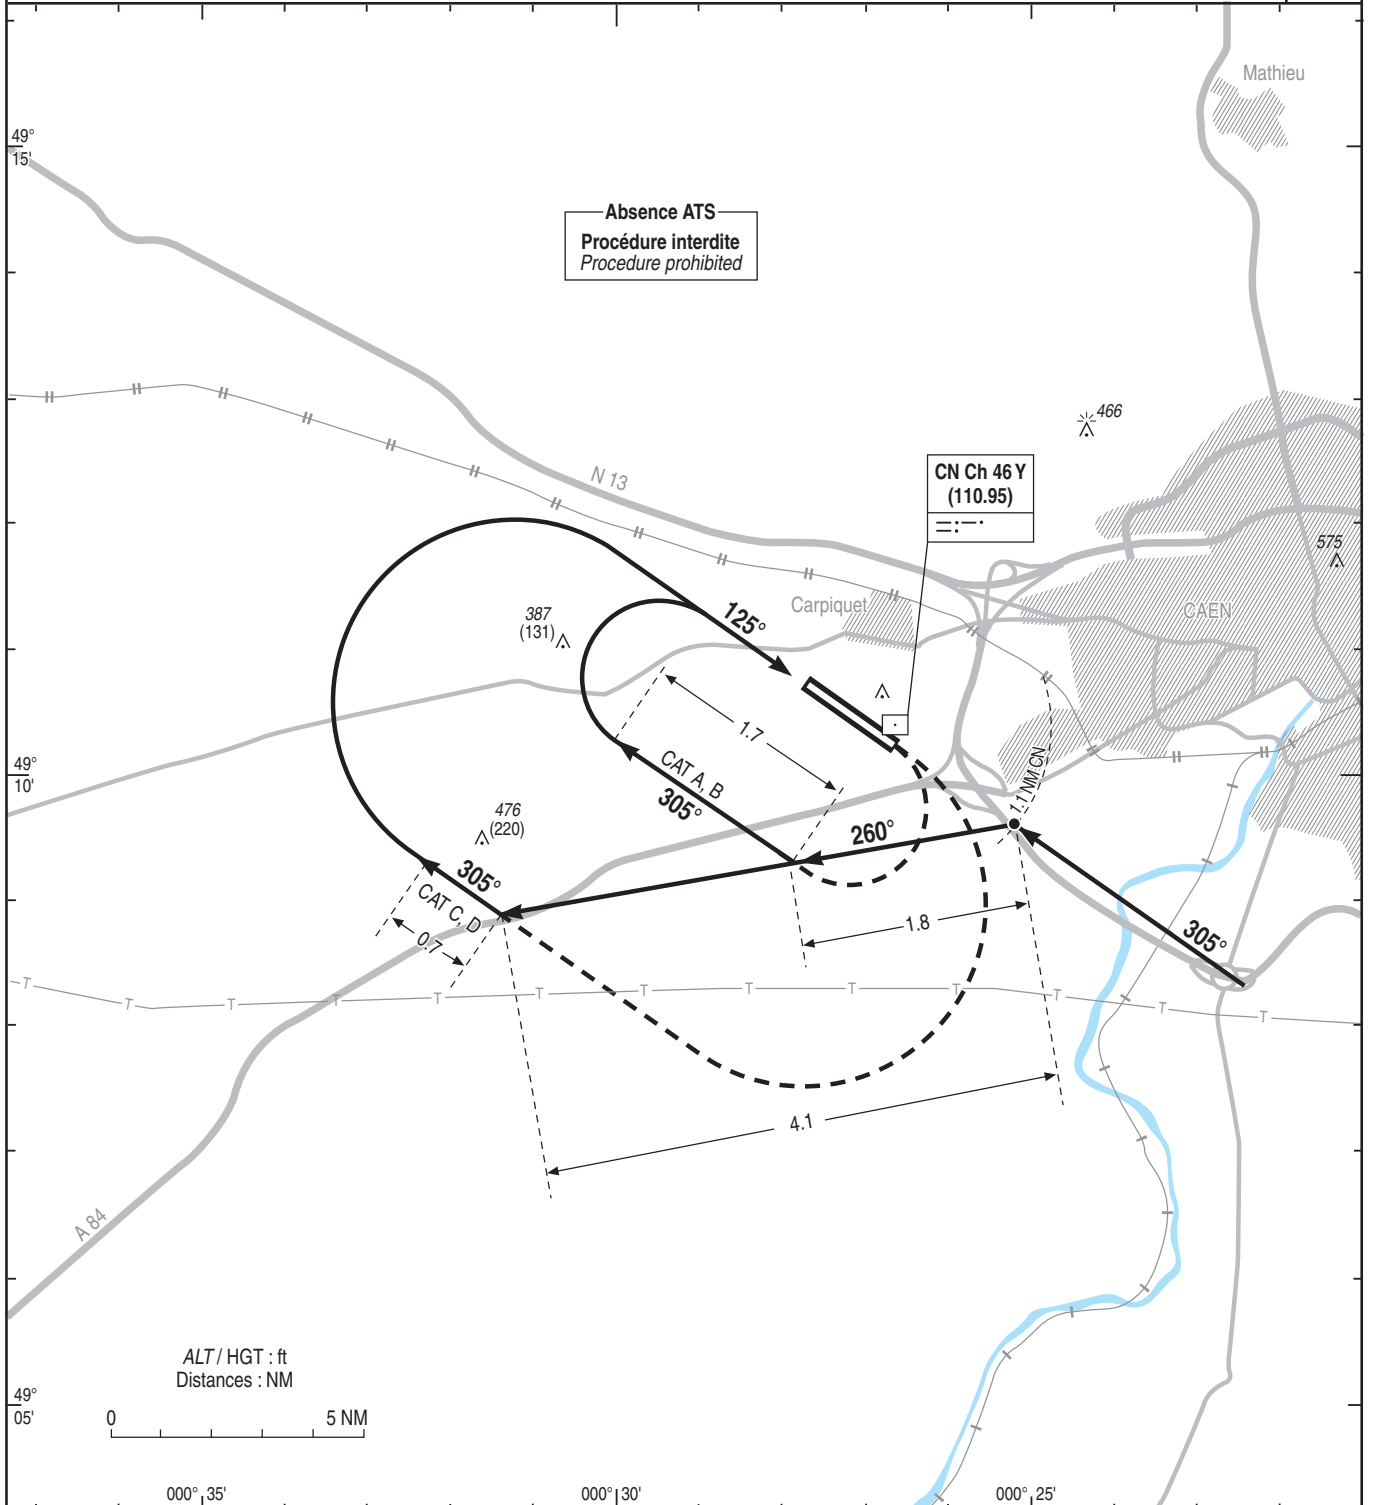 Mathieu
49°
15'
Absence ATS
Procédure interdite
Procedure prohibited
466
N 13
CN Ch 46 Y
(110.95)
575
387
(131)
Carpiquet
CAEN
125°
1.7
49°
10'
CAT A, B
305°
1.1 NM CN
476
(220)
260°
305°
CAT C, D
0.7
1.8
305°
T
T
T
T
T
T
T
T
T
T
T
T
T
4.1
A 84
ALT / HGT : ft
Distances : NM
49°
05'
0
5 NM
000° 35'
000° 30'
000° 25'